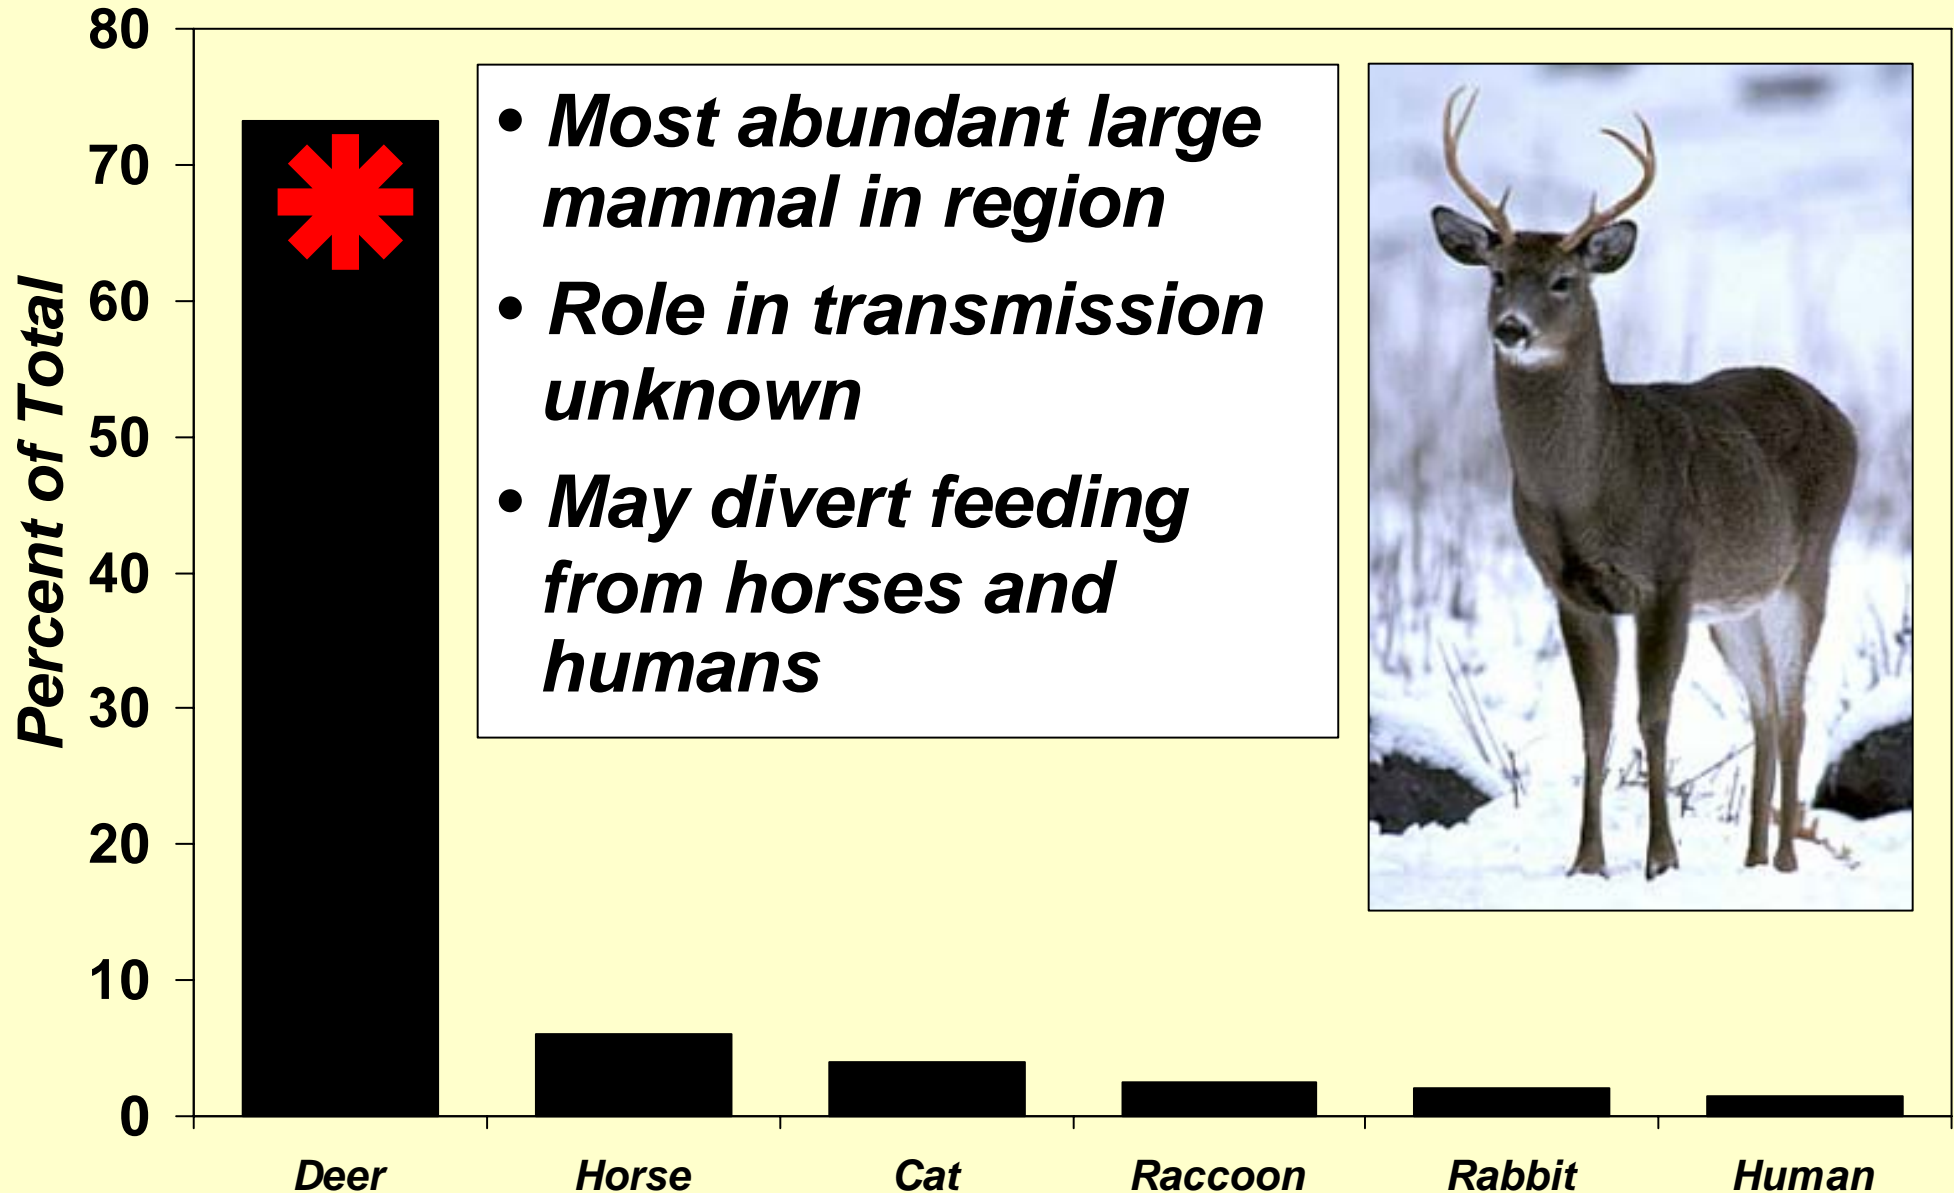 80
70
60
50
40
30
20
10
0
Percent of Total
• Most abundant large
mammal in region
• Role in transmission
unknown
• May divert feeding
from horses and
humans
Deer Horse Cat Raccoon Rabbit Human